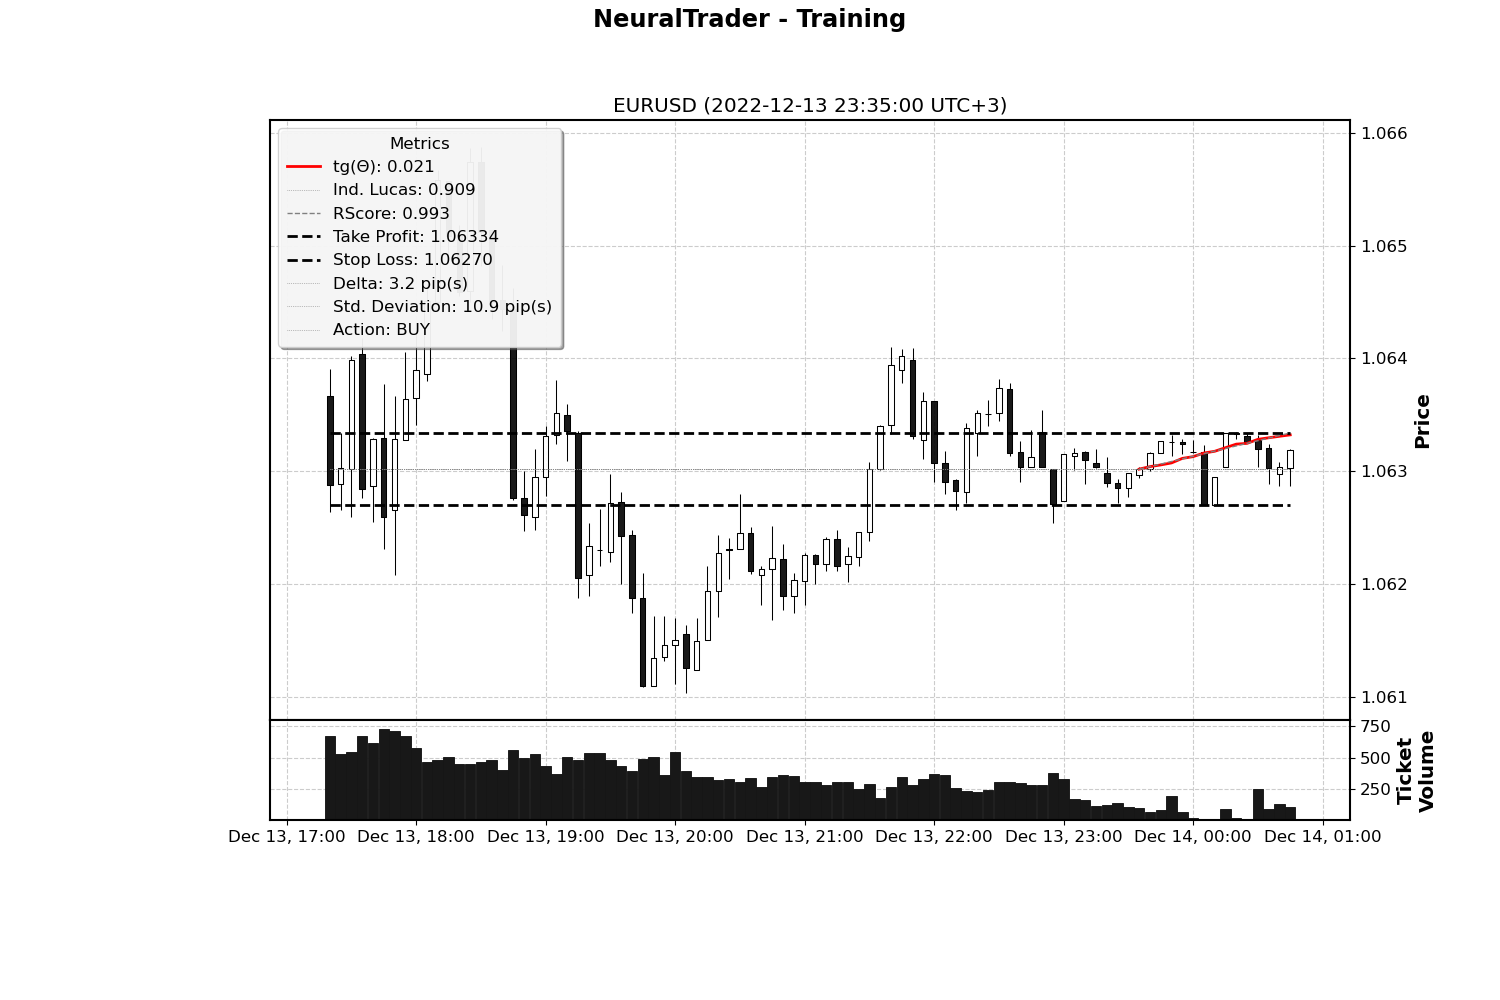 NeuralTrader - Training
EURUSD (2022-12-13 23:35:00 UTC+3)
Metrics
tg(Θ): 0.021
Ind. Lucas: 0.909
RScore: 0.993
Take Profit: 1.06334
Stop Loss: 1.06270
Delta: 3.2 pip(s)
Std. Deviation: 10.9 pip(s)
Action: BUY
1.066
1.065
1.064
1.063
1.062
1.061
Price
750
500
250
Ticket
Volume
Dec 13, 17:00 Dec 13, 18:00 Dec 13, 19:00 Dec 13, 20:00 Dec 13, 21:00 Dec 13, 22:00 Dec 13, 23:00 Dec 14, 00:00 Dec 14, 01:00